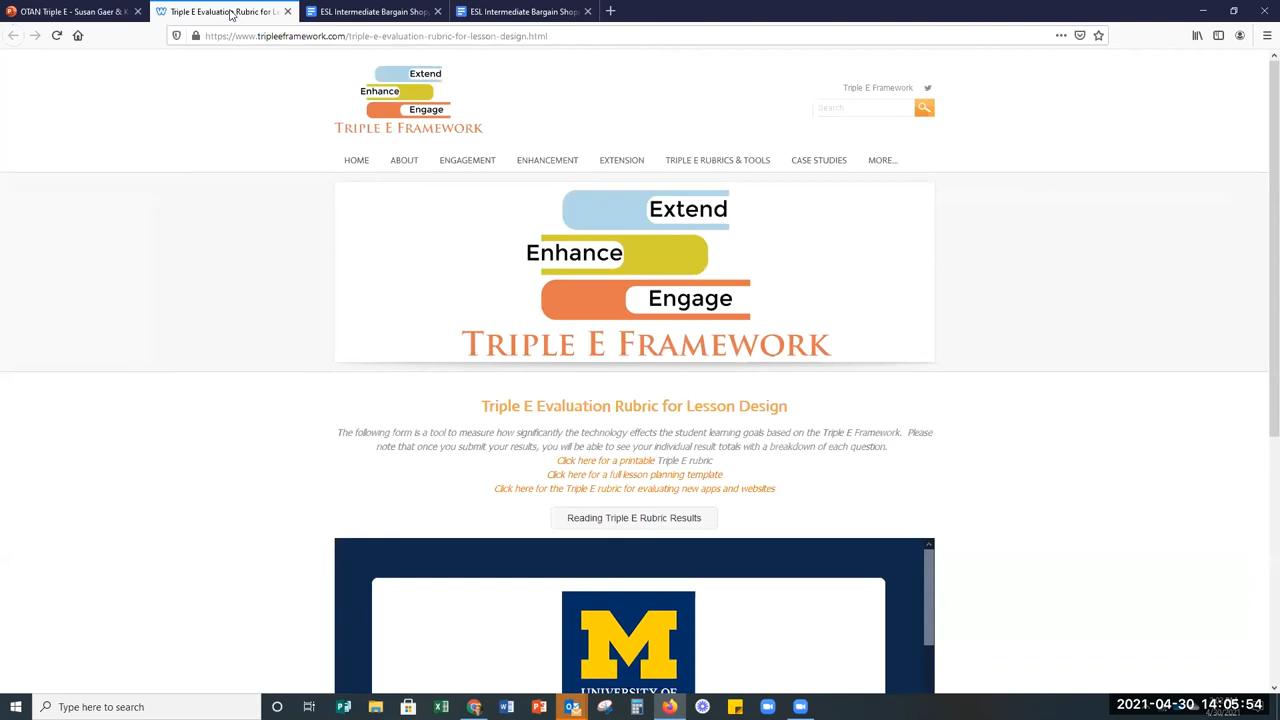 OTAN Triple E - Susan Gaer &
Triple E Evaluation Rubric for Le
ESL Intermediate Bargain Shop
ESL Intermediate Bargain Shop
https://www.tripleeframework.com/triple-e-evaluation-rubric-for-lesson-design.html
Extend
Enhance
Engage
TRIPLE E FRAMEWORK
Triple E Framework
Search
HOME ABOUT ENGAGEMENT ENHANCEMENT EXTENSION TRIPLE E RUBRICS & TOOLS CASE STUDIES MORE...
Extend
Enhance
Engage
TRIPLE E FRAMEWORK
Triple E Evaluation Rubric for Lesson Design
The following form is a tool to measure how significantly the technology effects the student learning goals based on the Triple E Framework. Please
note that once you submit your results, you will be able to see your individual result totals with a breakdown of each question.
Click here for a printable Triple E rubric
Click here for a full lesson planning template
Click here for the Triple E rubric for evaluating new apps and websites
Reading Triple E Rubric Results
M
UNIVERSITY OF
Type here to search
2021-04-30 14:05:54